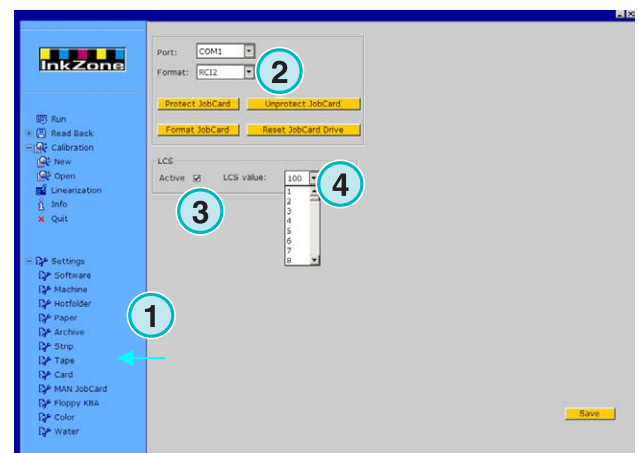 InkZone
Run
Read Back
Calibration
New
Open
Linearization
Info
Quit
Settings
Software
Machine
Hotfolder
Paper
Archive
Strip
Tape
Card
MAN JobCard
Floppy KBA
Color
Water
1
Port: COM1
Format: RCI2
2
Protect JobCard Unprotect JobCard
Format JobCard Reset JobCard Drive
LCS
Active LCS value: 100
3
4
1
2
3
4
5
6
7
8
Save